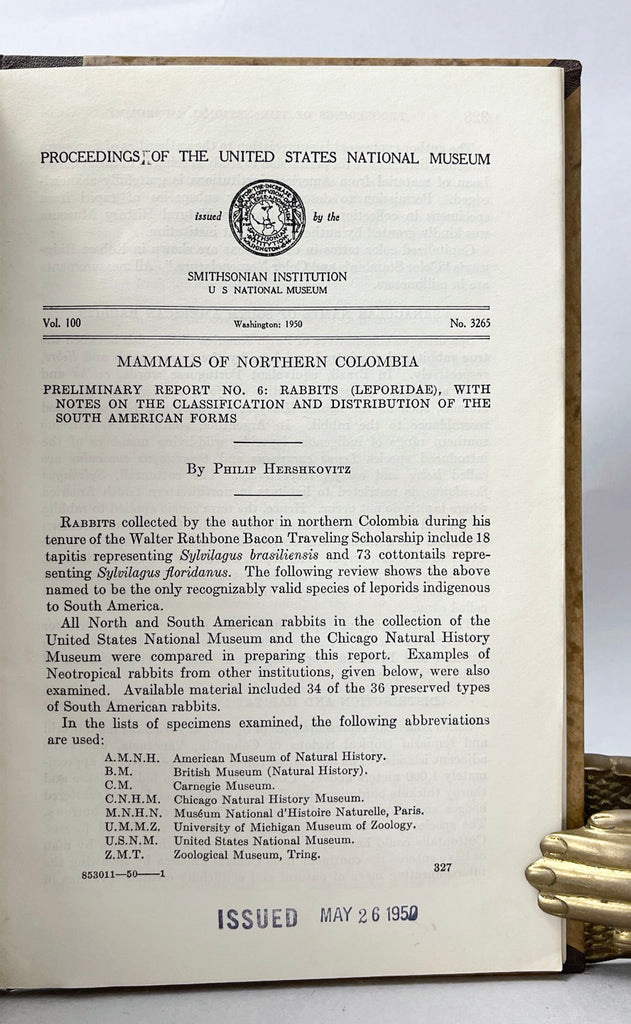 PROCEEDINGS OF THE UNITED STATES NATIONAL MUSEUM
issued by the
SMITHSONIAN INSTITUTION
U S NATIONAL MUSEUM
Vol. 100 Washington: 1950 No. 3265
MAMMALS OF NORTHERN COLOMBIA
PRELIMINARY REPORT NO. 6: RABBITS (LEPORIDAE), WITH
NOTES ON THE CLASSIFICATION AND DISTRIBUTION OF THE
SOUTH AMERICAN FORMS
By PHILIP HERSHKOVITZ
RABBITS collected by the author in northern Colombia during his
tenure of the Walter Rathbone Bacon Traveling Scholarship include 18
tapitis representing Sylvilagus brasiliensis and 73 cottontails repre-
senting Sylvilagus floridanus. The following review shows the above
named to be the only recognizably valid species of leporids indigenous
to South America.
All North and South American rabbits in the collection of the
United States National Museum and the Chicago Natural History
Museum were compared in preparing this report. Examples of
Neotropical rabbits from other institutions, given below, were also
examined. Available material included 34 of the 36 preserved types
of South American rabbits.
In the lists of specimens examined, the following abbreviations
are used:
A.M.N.H. American Museum of Natural History.
B.M. British Museum (Natural History).
C.M. Carnegie Museum.
C.N.H.M. Chicago Natural History Museum.
M.N.H.N. Muséum National d'Histoire Naturelle, Paris.
U.M.M.Z. University of Michigan Museum of Zoology.
U.S.N.M. United States National Museum.
Z.M.T. Zoological Museum, Tring.
853011—50——1 327
ISSUED MAY 26 1950